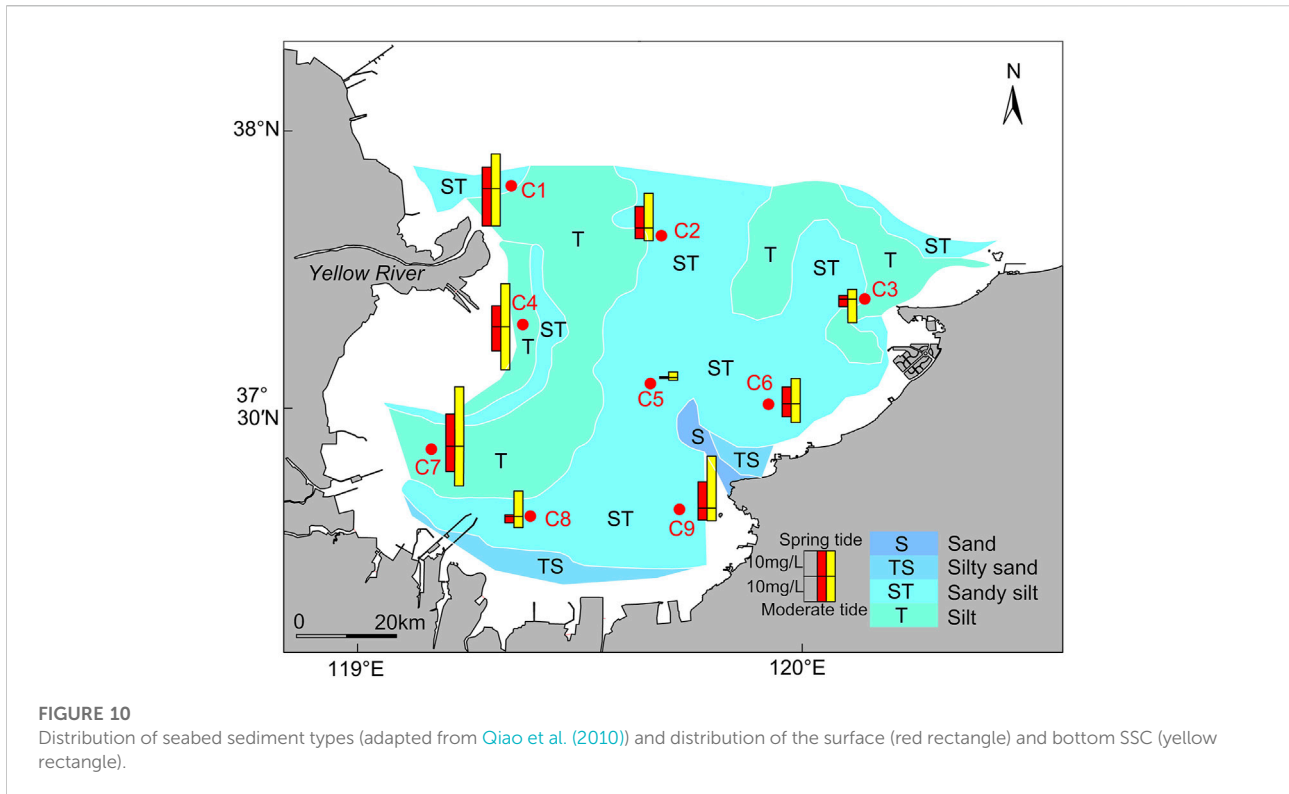 N
38°N
ST
C1
T
C2
ST
Yellow River
T
ST
T
ST
C3
C4
ST
T
ST
C5
C6
37°
30′N
S
TS
C7
T
C8
ST
C9
TS
Spring tide
10mg/L
10mg/L
Moderate tide
S Sand
TS Silty sand
ST Sandy silt
T Silt
0 20km
119°E 120°E
FIGURE 10
Distribution of seabed sediment types (adapted from Qiao et al. (2010)) and distribution of the surface (red rectangle) and bottom SSC (yellow
rectangle).